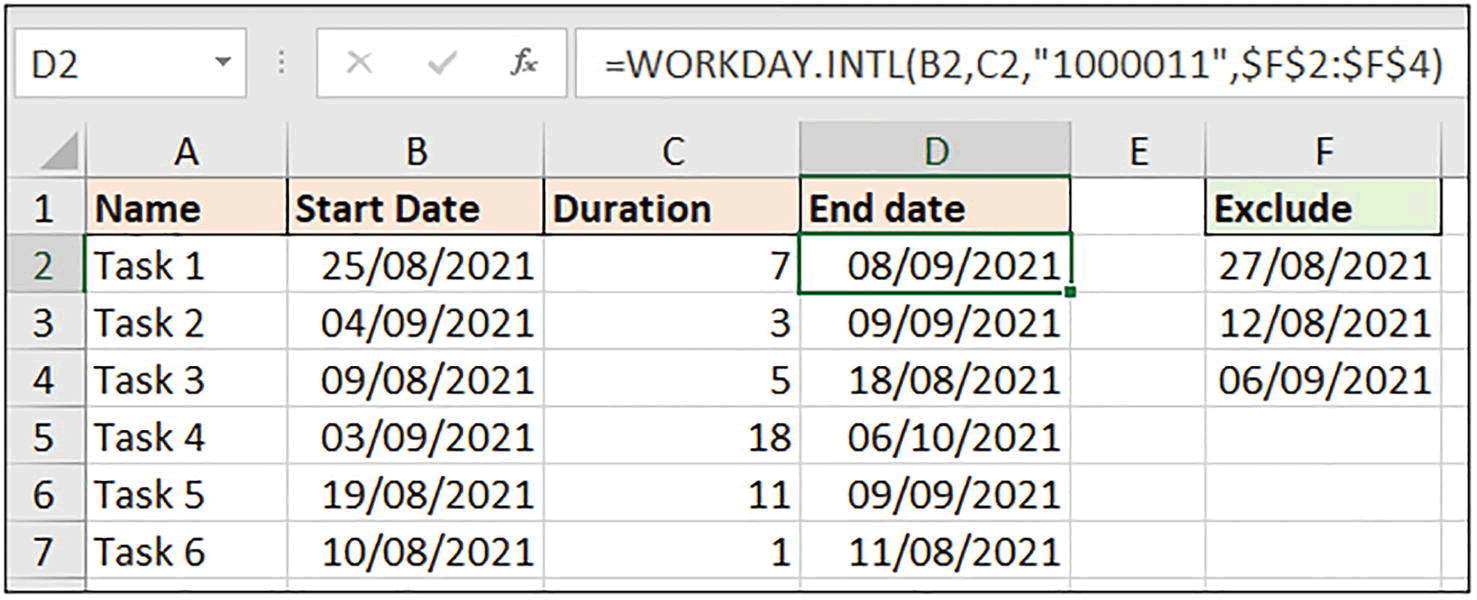 D2 fx =WORKDAY.INTL(B2,C2,"1000011",$F$2:$F$4)
A B C D E F
1 Name Start Date Duration End date Exclude
2 Task 1 25/08/2021 7 08/09/2021 27/08/2021
3 Task 2 04/09/2021 3 09/09/2021 12/08/2021
4 Task 3 09/08/2021 5 18/08/2021 06/09/2021
5 Task 4 03/09/2021 18 06/10/2021
6 Task 5 19/08/2021 11 09/09/2021
7 Task 6 10/08/2021 1 11/08/2021